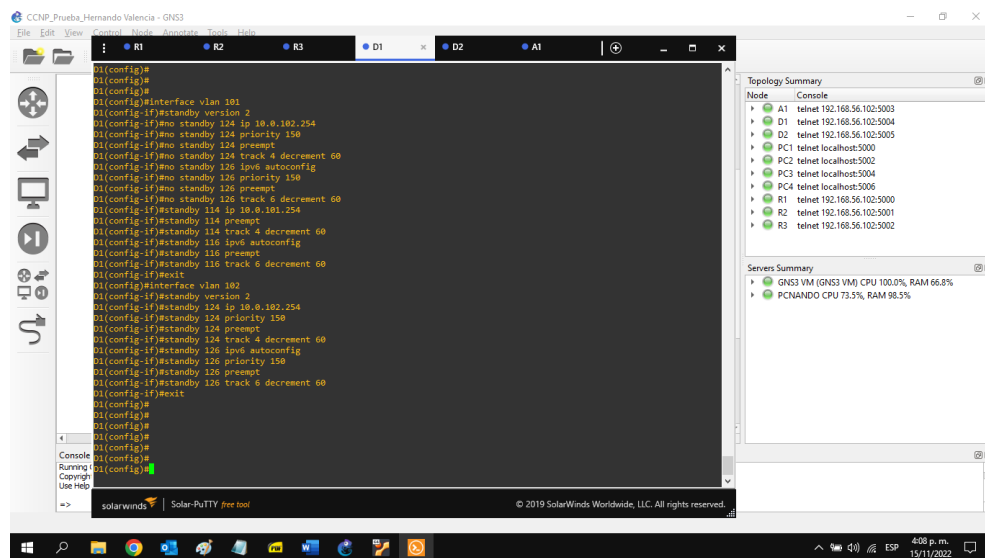 CCNP_Prueba_Hernando Valencia - GNS3
File Edit View Control Node Annotate Tools Help
R1 R2 R3 D1 D2 A1
D1(config)#
D1(config)#
D1(config)#
D1(config)#interface vlan 101
D1(config-if)#standby version 2
D1(config-if)#no standby 124 ip 10.0.102.254
D1(config-if)#no standby 124 priority 150
D1(config-if)#no standby 124 preempt
D1(config-if)#no standby 124 track 4 decrement 60
D1(config-if)#no standby 126 ipv6 autoconfig
D1(config-if)#no standby 126 priority 150
D1(config-if)#no standby 126 preempt
D1(config-if)#no standby 126 track 6 decrement 60
D1(config-if)#standby 114 ip 10.0.101.254
D1(config-if)#standby 114 preempt
D1(config-if)#standby 114 track 4 decrement 60
D1(config-if)#standby 116 ipv6 autoconfig
D1(config-if)#standby 116 preempt
D1(config-if)#standby 116 track 6 decrement 60
D1(config-if)#exit
D1(config)#interface vlan 102
D1(config-if)#standby version 2
D1(config-if)#standby 124 ip 10.0.102.254
D1(config-if)#standby 124 priority 150
D1(config-if)#standby 124 preempt
D1(config-if)#standby 124 track 4 decrement 60
D1(config-if)#standby 126 ipv6 autoconfig
D1(config-if)#standby 126 priority 150
D1(config-if)#standby 126 preempt
D1(config-if)#standby 126 track 6 decrement 60
D1(config-if)#exit
D1(config)#
D1(config)#
D1(config)#
D1(config)#
D1(config)#
D1(config)#
solarwinds Solar-PuTTY free tool
© 2019 SolarWinds Worldwide, LLC. All rights reserved.
Topology Summary
Node Console
A1 telnet 192.168.56.102:5003
D1 telnet 192.168.56.102:5004
D2 telnet 192.168.56.102:5005
PC1 telnet localhost:5000
PC2 telnet localhost:5002
PC3 telnet localhost:5004
PC4 telnet localhost:5006
R1 telnet 192.168.56.102:5000
R2 telnet 192.168.56.102:5001
R3 telnet 192.168.56.102:5002
Servers Summary
GNS3 VM (GNS3 VM) CPU 100.0%, RAM 66.8%
PCNANDO CPU 73.5%, RAM 98.5%
Console
Running
Copyrigh
Use Help
=>
ESP
4:08 p. m.
15/11/2022